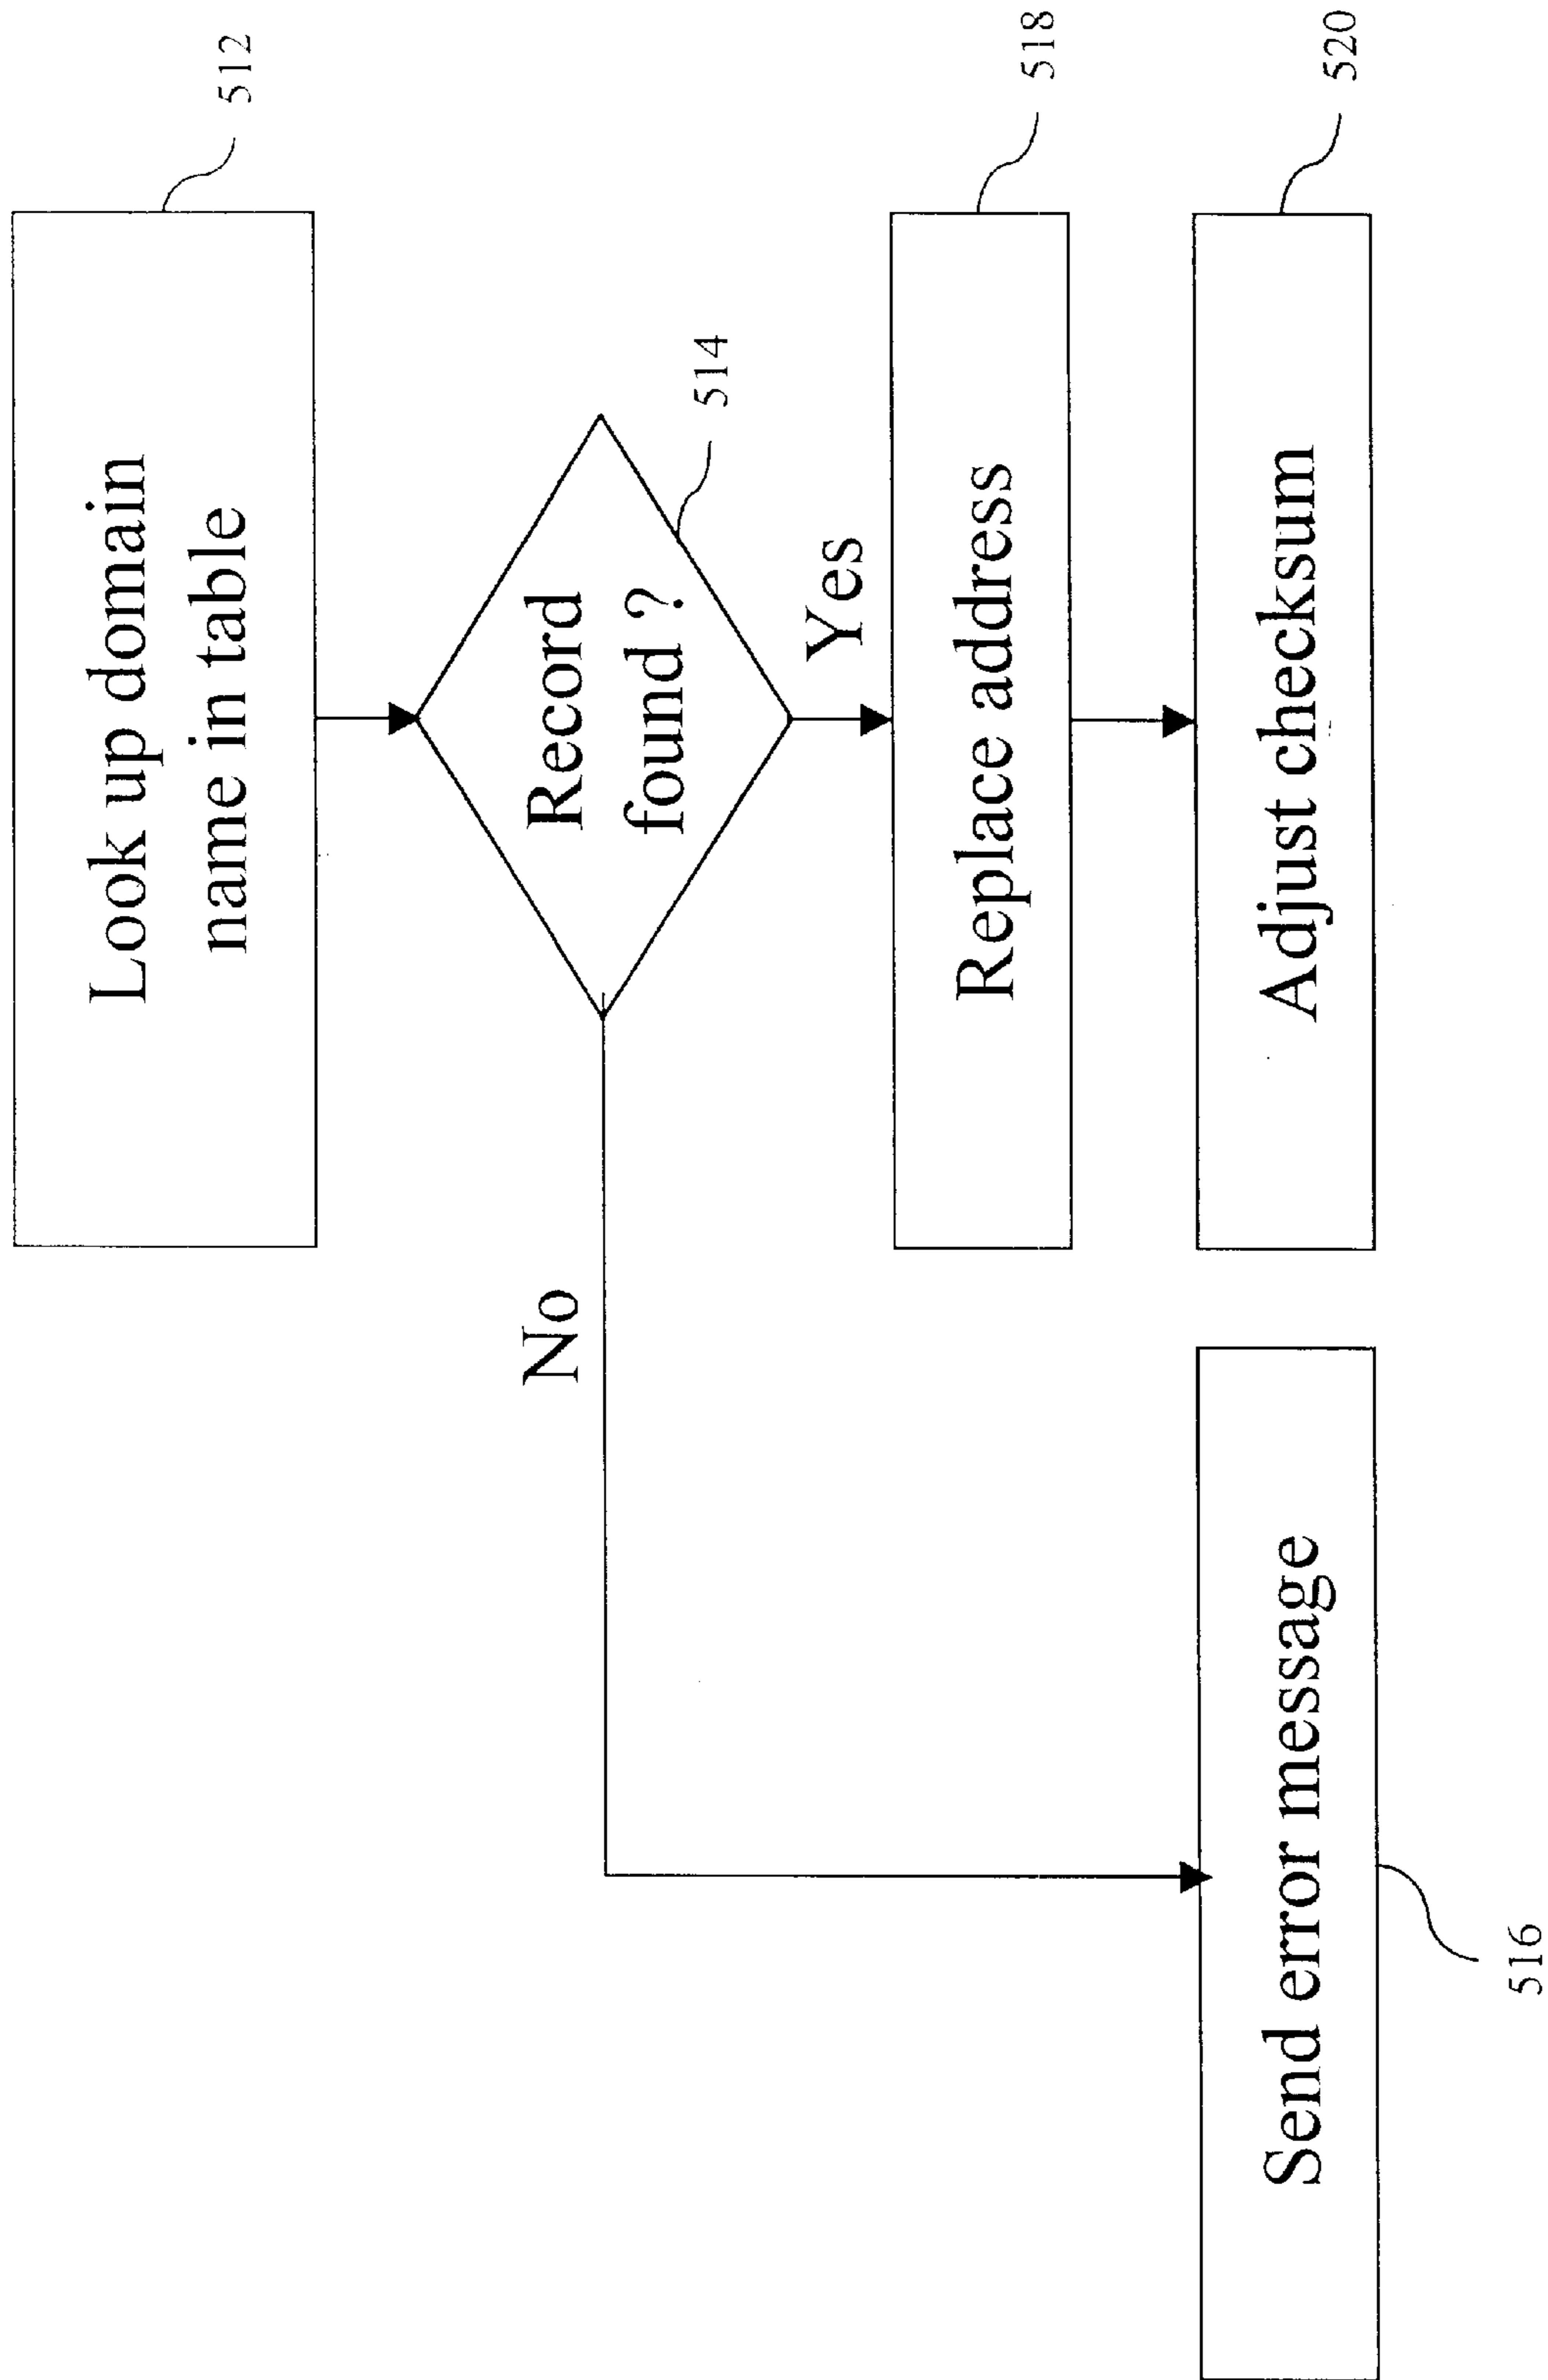 Look up domain
name in table
512
Record
found ?
514
No
Yes
Replace address
518
Adjust checksum
520
Send error message
516